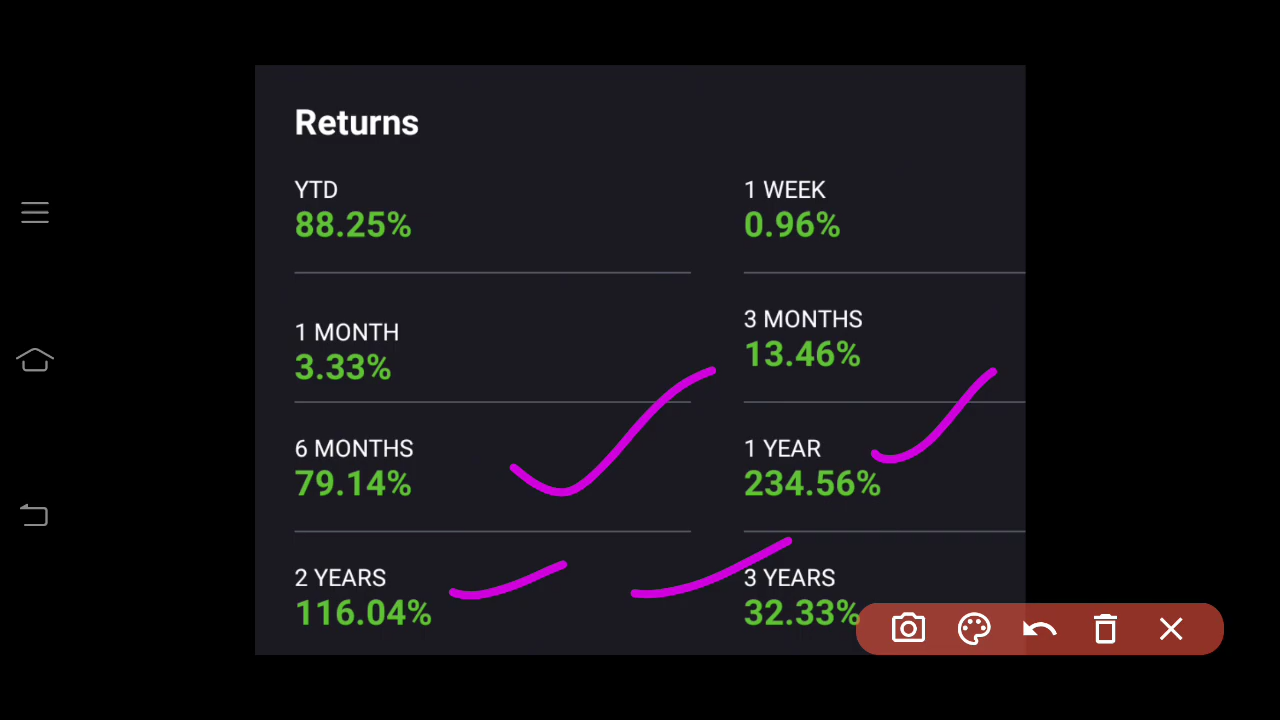 Returns
YTD
88.25%
1 WEEK
0.96%
1 MONTH
3.33%
3 MONTHS
13.46%
6 MONTHS
79.14%
1 YEAR
234.56%
2 YEARS
116.04%
3 YEARS
32.33%